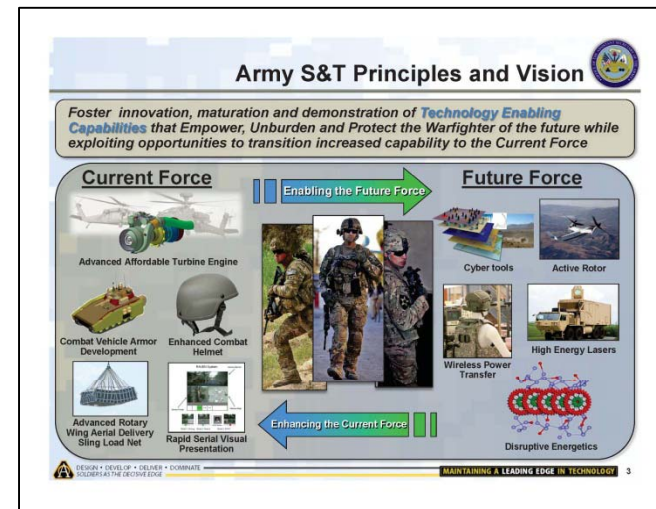 Army S&T Principles and Vision
Foster innovation, maturation and demonstration of Technology Enabling
Capabilities that Empower, Unburden and Protect the Warfighter of the future while
exploiting opportunities to transition increased capability to the Current Force
Current Force
Enabling the Future Force
Future Force
Advanced Affordable Turbine Engine
Combat Vehicle Armor
Development
Enhanced Combat
Helmet
Advanced Rotary
Wing Aerial Delivery
Sling Load Net
Rapid Serial Visual
Presentation
Cyber tools
Active Rotor
Wireless Power
Transfer
High Energy Lasers
Disruptive Energetics
Enhancing the Current Force
DESIGN • DEVELOP • DELIVER • DOMINATE
SOLDIERS AS THE DECISIVE EDGE
MAINTAINING A LEADING EDGE IN TECHNOLOGY
3